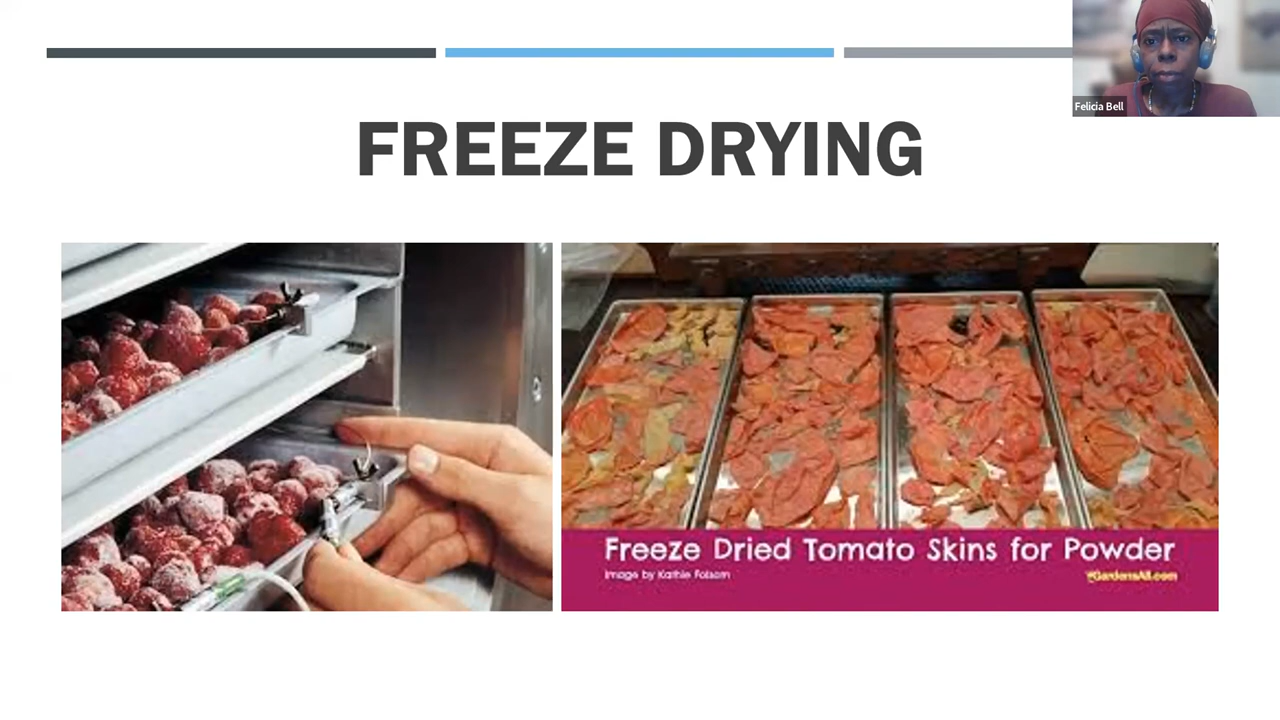 Felicia Bell
FREEZE DRYING
Freeze Dried Tomato Skins for Powder
Image by Kathie Folsom
GardensAll.com